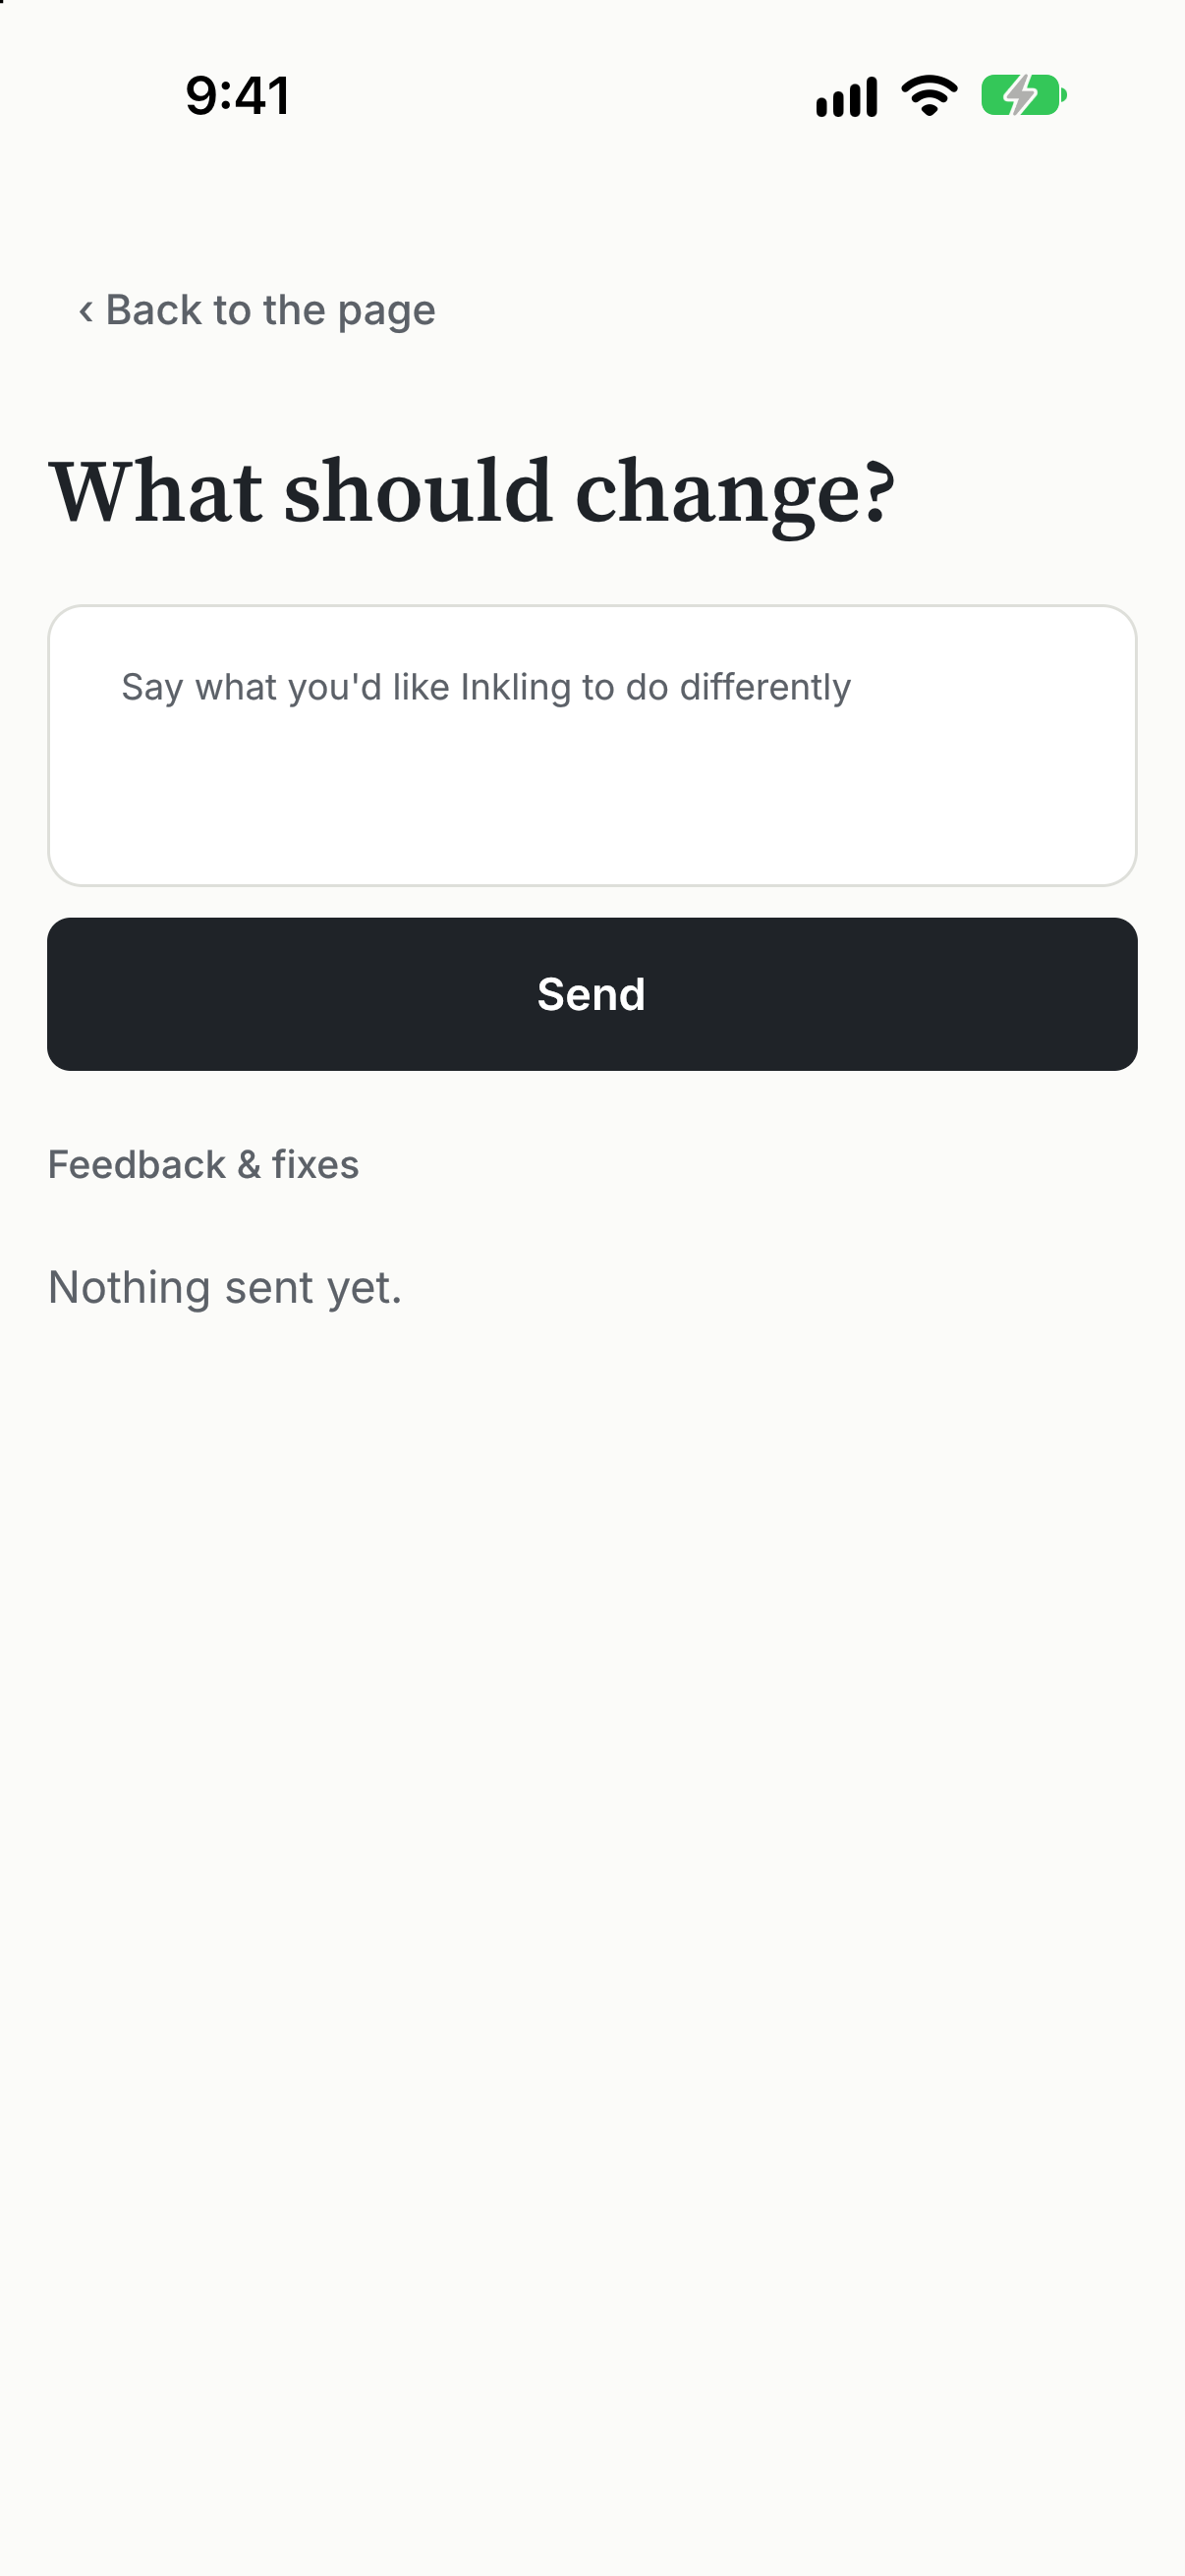 9:41
‹ Back to the page
What should change?
Say what you'd like Inkling to do differently
Send
Feedback & fixes
Nothing sent yet.